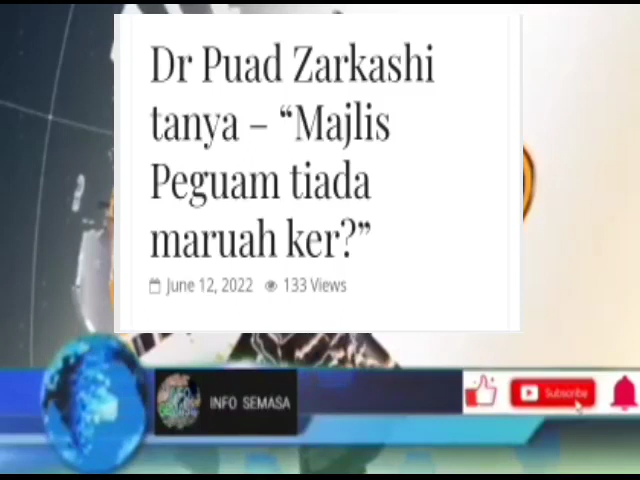 Dr Puad Zarkashi
tanya – “Majlis
Peguam tiada
maruah ker?”
June 12, 2022 133 Views
INFO SEMASA
Subscribe